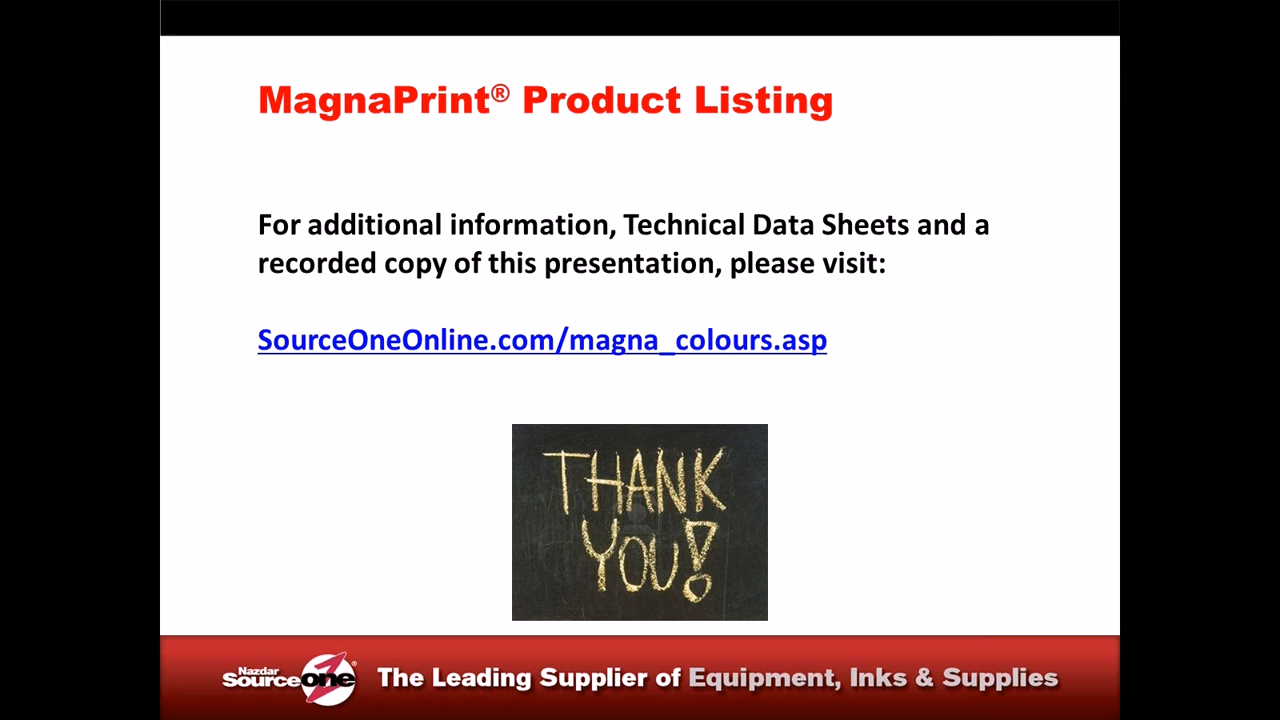 MagnaPrint® Product Listing
For additional information, Technical Data Sheets and a
recorded copy of this presentation, please visit:
SourceOneOnline.com/magna_colours.asp
THANK
YOU!
Nazdar
sourceone®
The Leading Supplier of Equipment, Inks & Supplies